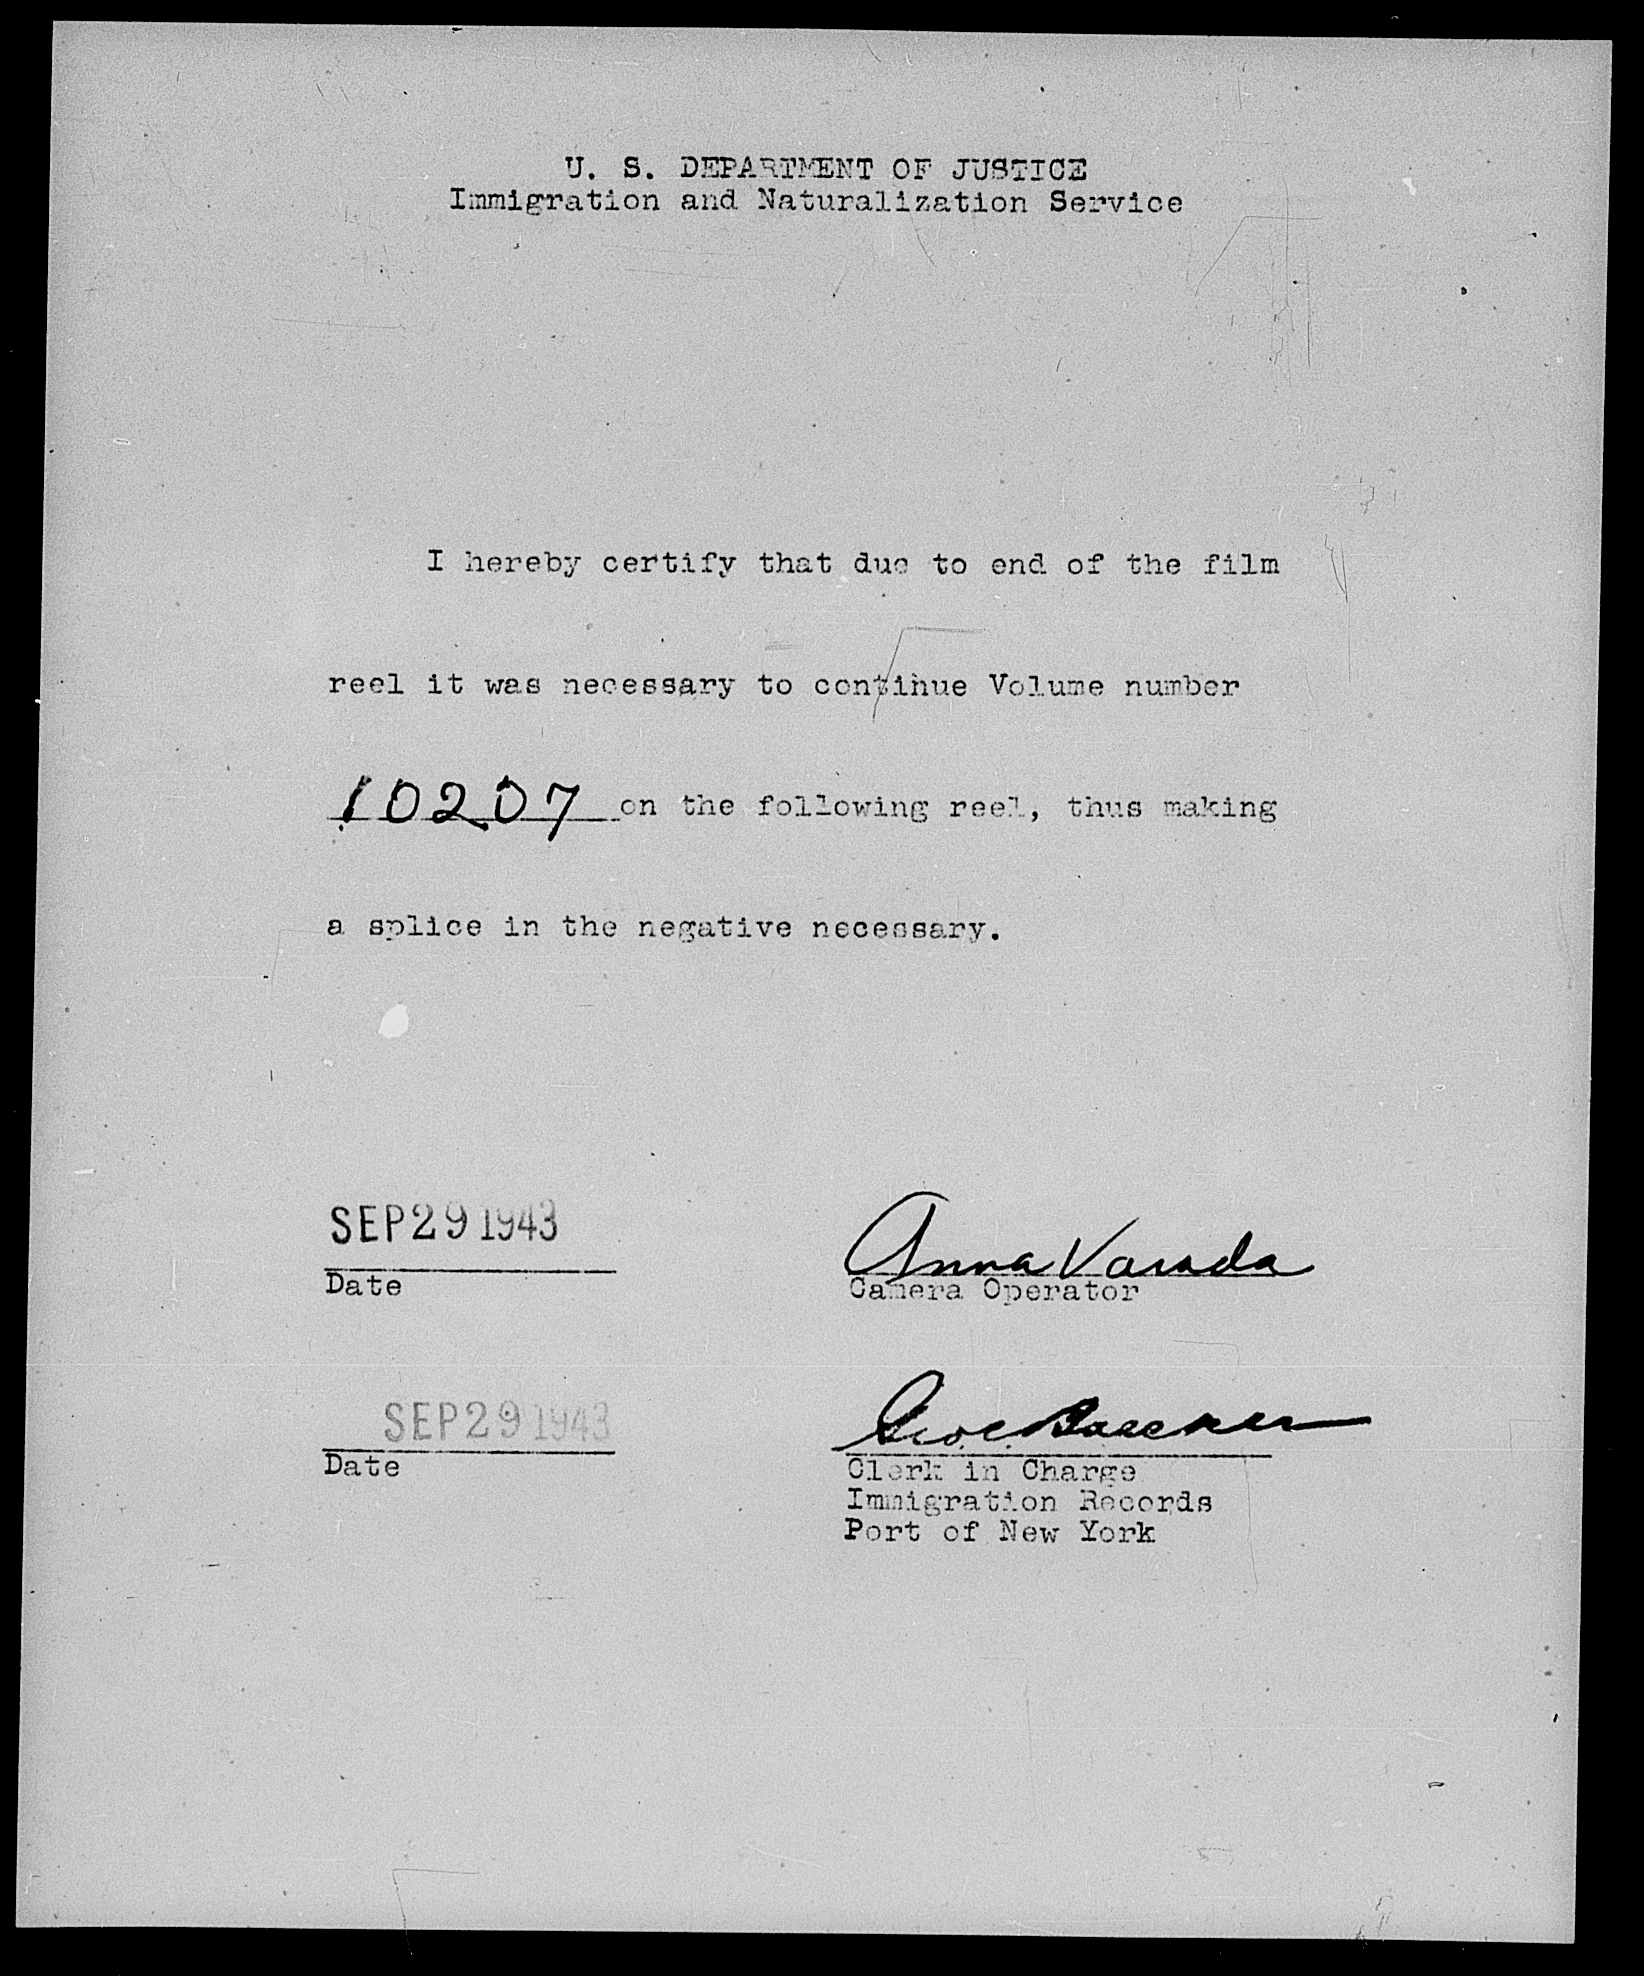 U. S. DEPARTMENT OF JUSTICE
Immigration and Naturalization Service
I hereby certify that due to end of the film
reel it was necessary to continue Volume number
10207 on the following reel, thus making
a splice in the negative necessary.
SEP 29 1943
Anna Varada
Date
Camera Operator
SEP 29 1943
Geo. C. Baecker
Date
Clerk in Charge
Immigration Records
Port of New York